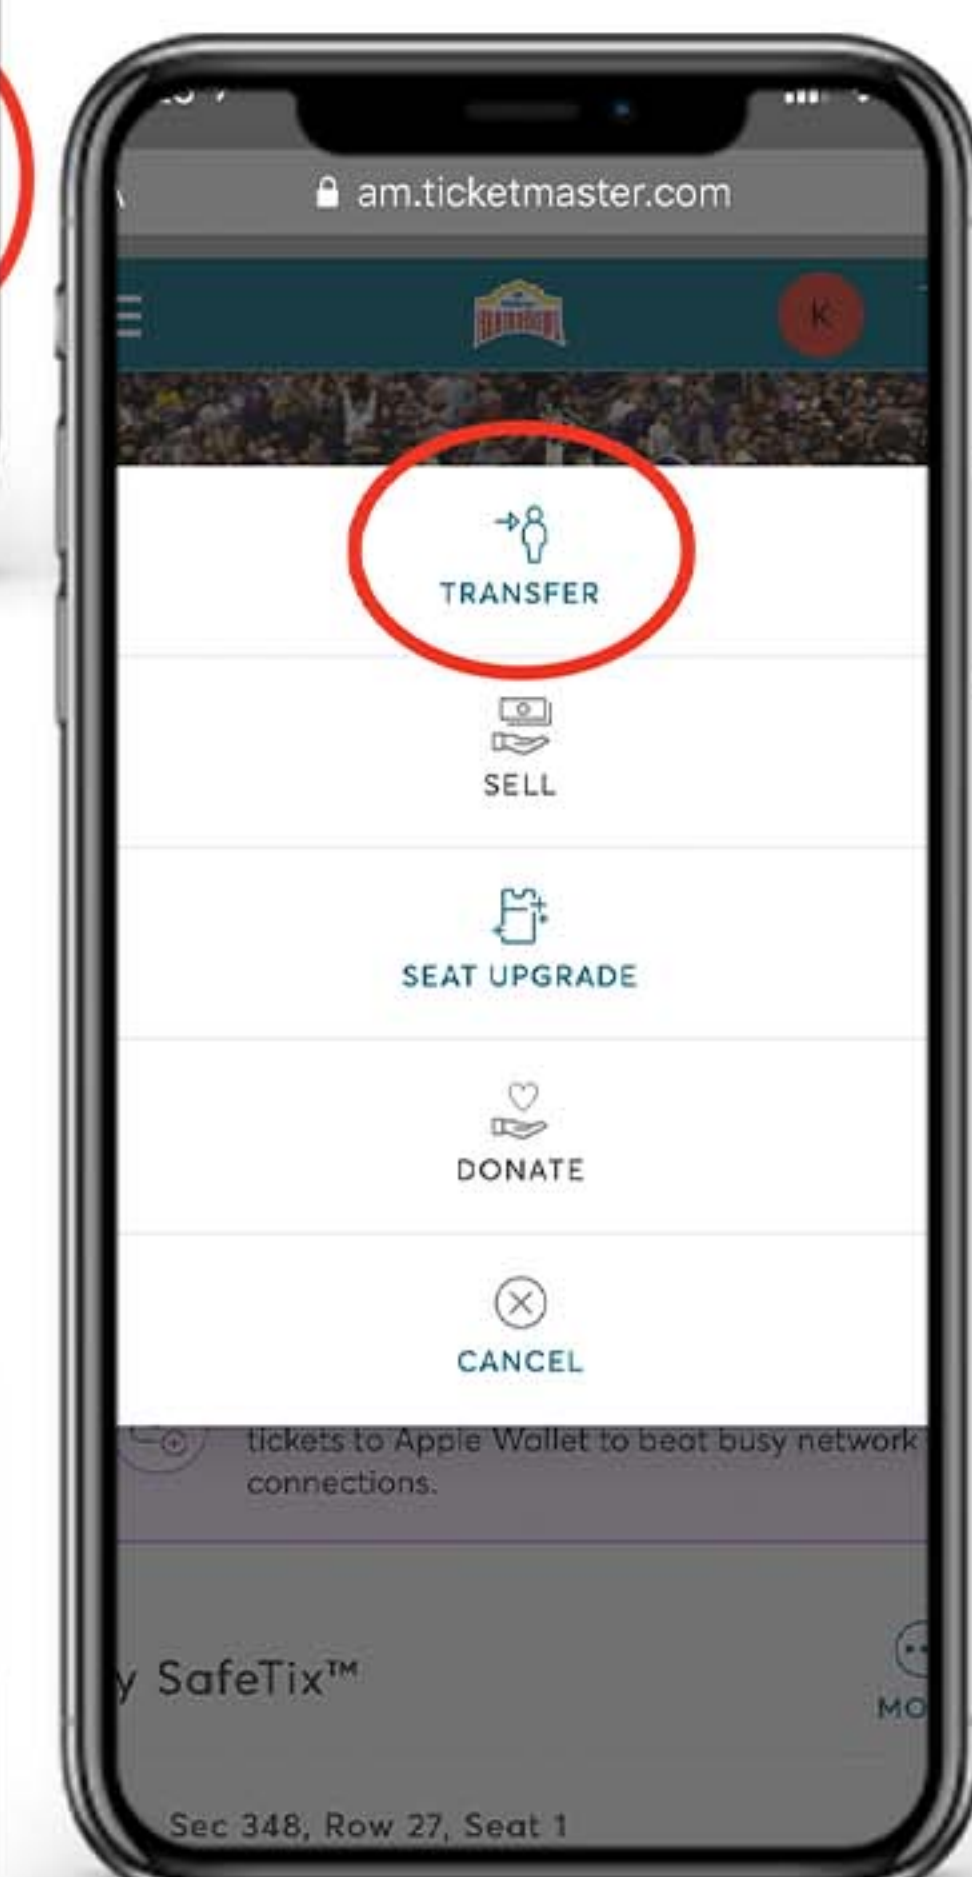 am.ticketmaster.com
K
TRANSFER
SELL
SEAT UPGRADE
DONATE
CANCEL
tickets to Apple Wallet to beat busy network
connections.
y SafeTix™
MO
Sec 348, Row 27, Seat 1